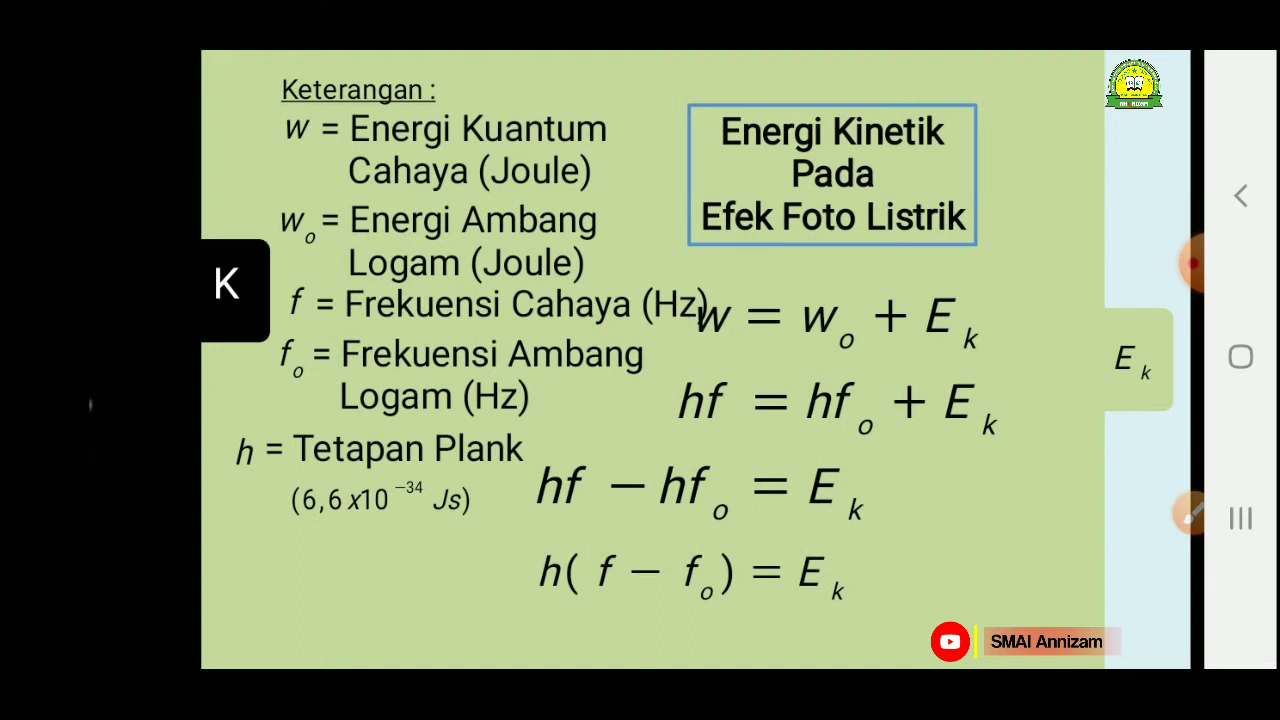 Keterangan :
w = Energi Kuantum
Cahaya (Joule)
wₒ = Energi Ambang
Logam (Joule)
f = Frekuensi Cahaya (Hz)
fₒ = Frekuensi Ambang
Logam (Hz)
h = Tetapan Plank
(6,6x10⁻³⁴ Js)
K
Energi Kinetik
Pada
Efek Foto Listrik
w = wₒ + Eₖ
hf = hfₒ + Eₖ
hf − hfₒ = Eₖ
h( f − fₒ) = Eₖ
Eₖ
SMAI Annizam